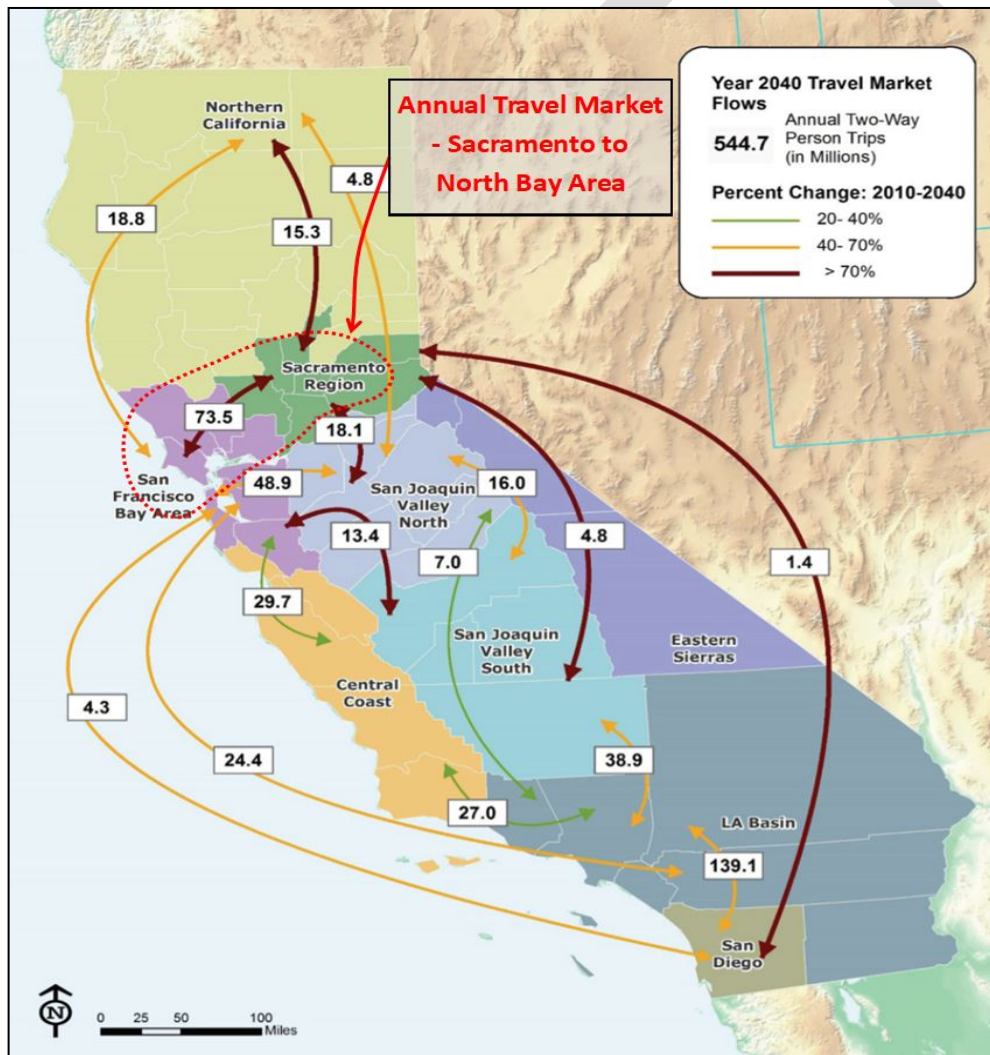 Northern
California
Annual Travel Market
- Sacramento to
North Bay Area
Year 2040 Travel Market
Flows
544.7
Annual Two-Way
Person Trips
(in Millions)
Percent Change: 2010-2040
20- 40%
40- 70%
> 70%
4.8
18.8
15.3
Sacramento
Region
73.5
18.1
San
Francisco
Bay Area
48.9
San Joaquin
Valley
North
16.0
13.4
7.0
4.8
1.4
29.7
San Joaquin
Valley
South
Eastern
Sierras
Central
Coast
4.3
24.4
38.9
27.0
LA Basin
139.1
San
Diego
N
0 25 50 100
Miles